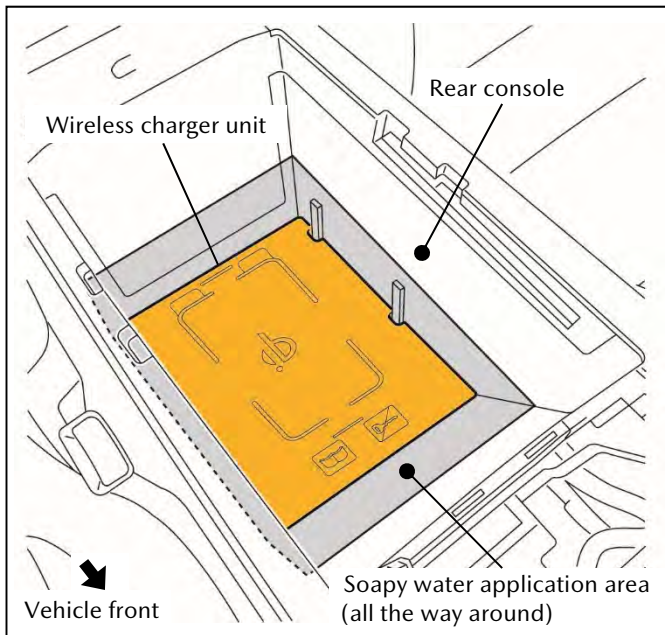 Rear console
Wireless charger unit
Soapy water application area
(all the way around)
Vehicle front